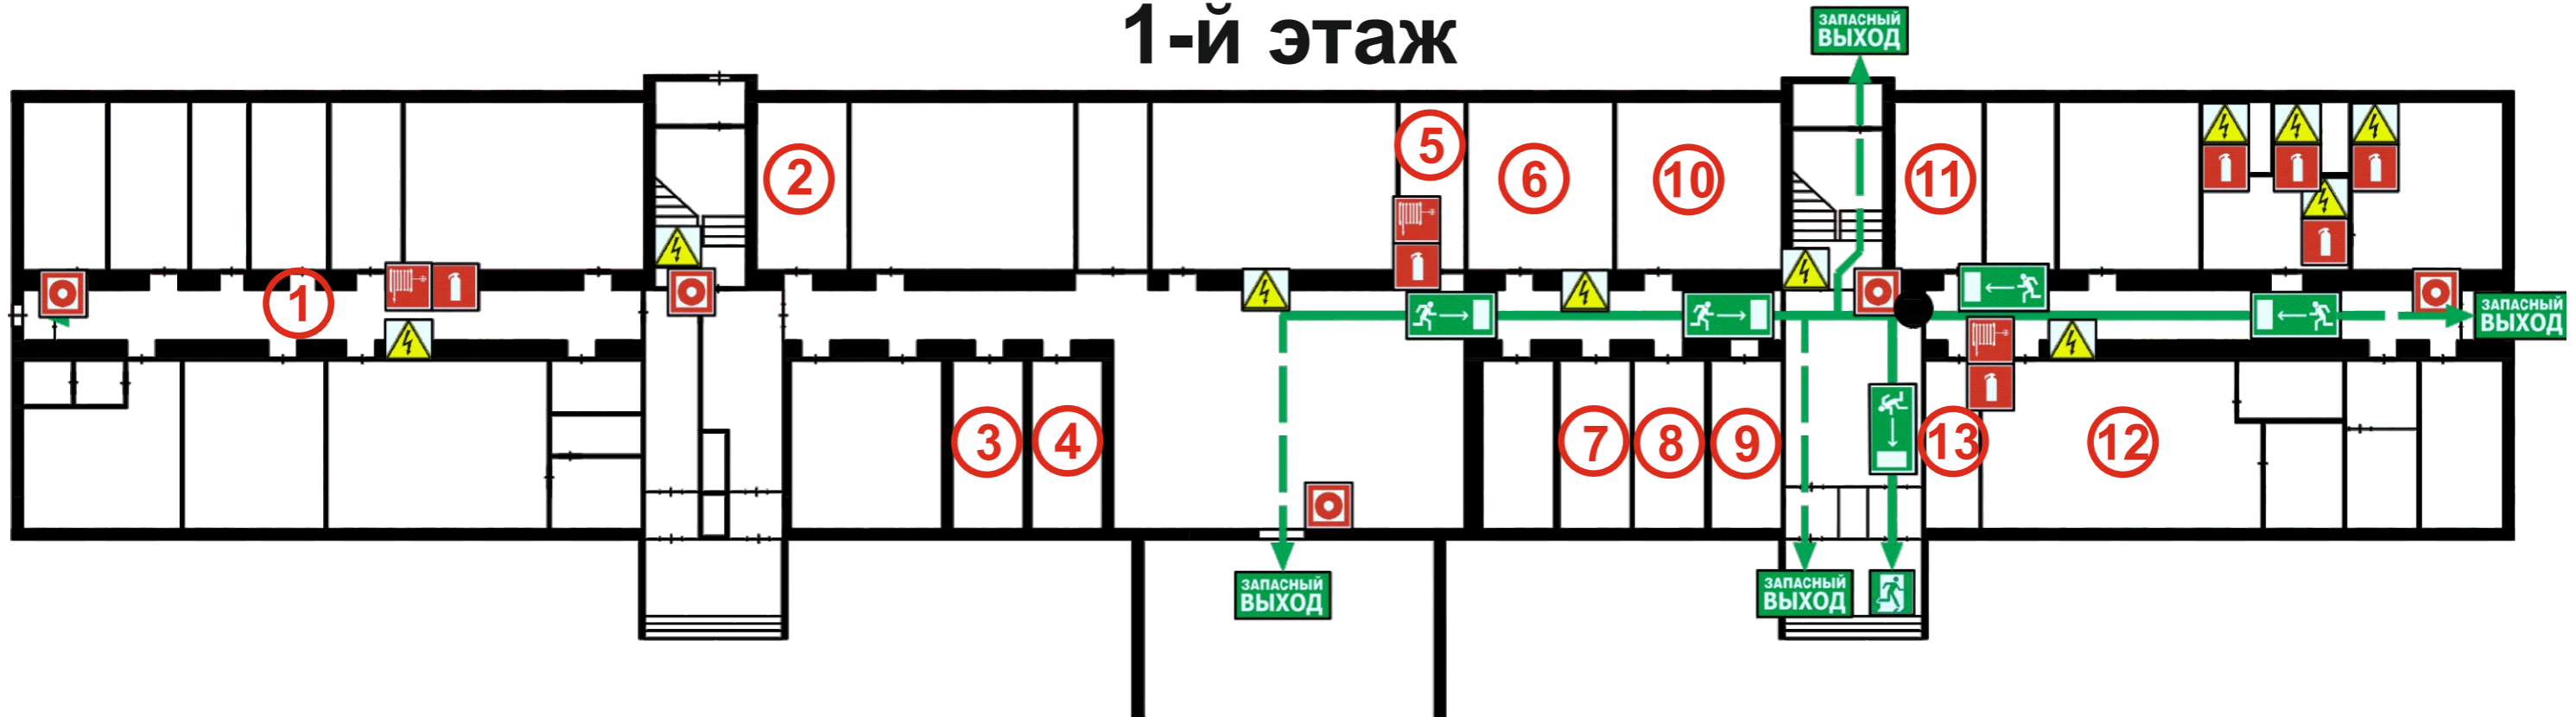 1-й этаж
ЗАПАСНЫЙ
ВЫХОД
5
2
6
10
11
1
ЗАПАСНЫЙ
ВЫХОД
3
4
7
8
9
13
12
ЗАПАСНЫЙ
ВЫХОД
ЗАПАСНЫЙ
ВЫХОД